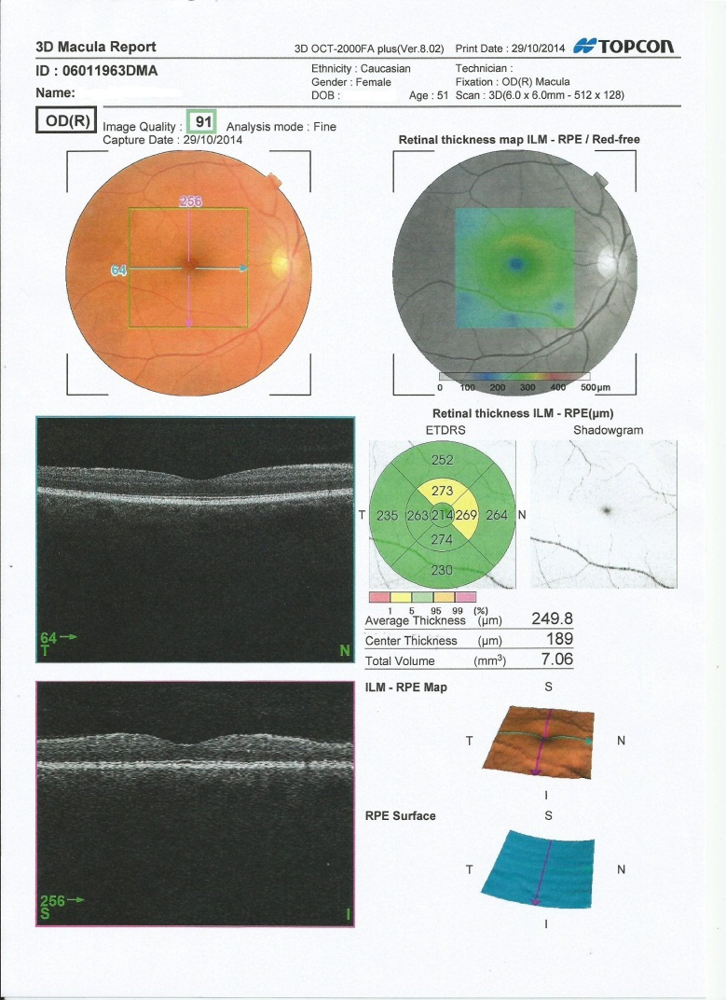 3D Macula Report
3D OCT-2000FA plus(Ver.8.02) Print Date : 29/10/2014 TOPCON
ID : 06011963DMA
Ethnicity : Caucasian Technician :
Gender : Female Fixation : OD(R) Macula
Name:
DOB : Age : 51 Scan : 3D(6.0 x 6.0mm - 512 x 128)
OD(R)
Image Quality : 91 Analysis mode : Fine
Capture Date : 29/10/2014
Retinal thickness map ILM - RPE / Red-free
256
64
0 100 200 300 400 500μm
Retinal thickness ILM - RPE(μm)
ETDRS Shadowgram
252
273
T 235 263 214 269 264 N
274
230
1 5 95 99 (%)
Average Thickness (μm) 249.8
Center Thickness (μm) 189
Total Volume (mm³) 7.06
64
T N
ILM - RPE Map
S
T N
I
RPE Surface
S
T N
I
256
S I